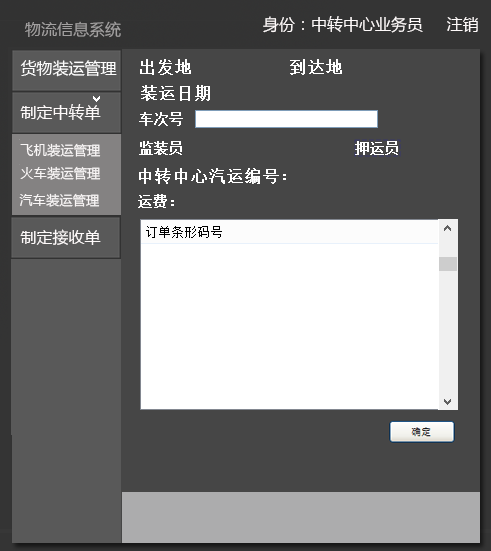 物流信息系统
身份：中转中心业务员 注销
货物装运管理
制定中转单
飞机装运管理
火车装运管理
汽车装运管理
制定接收单
出发地 到达地
装运日期
车次号
监装员 押运员
中转中心汽运编号：
运费：
订单条形码号
确定